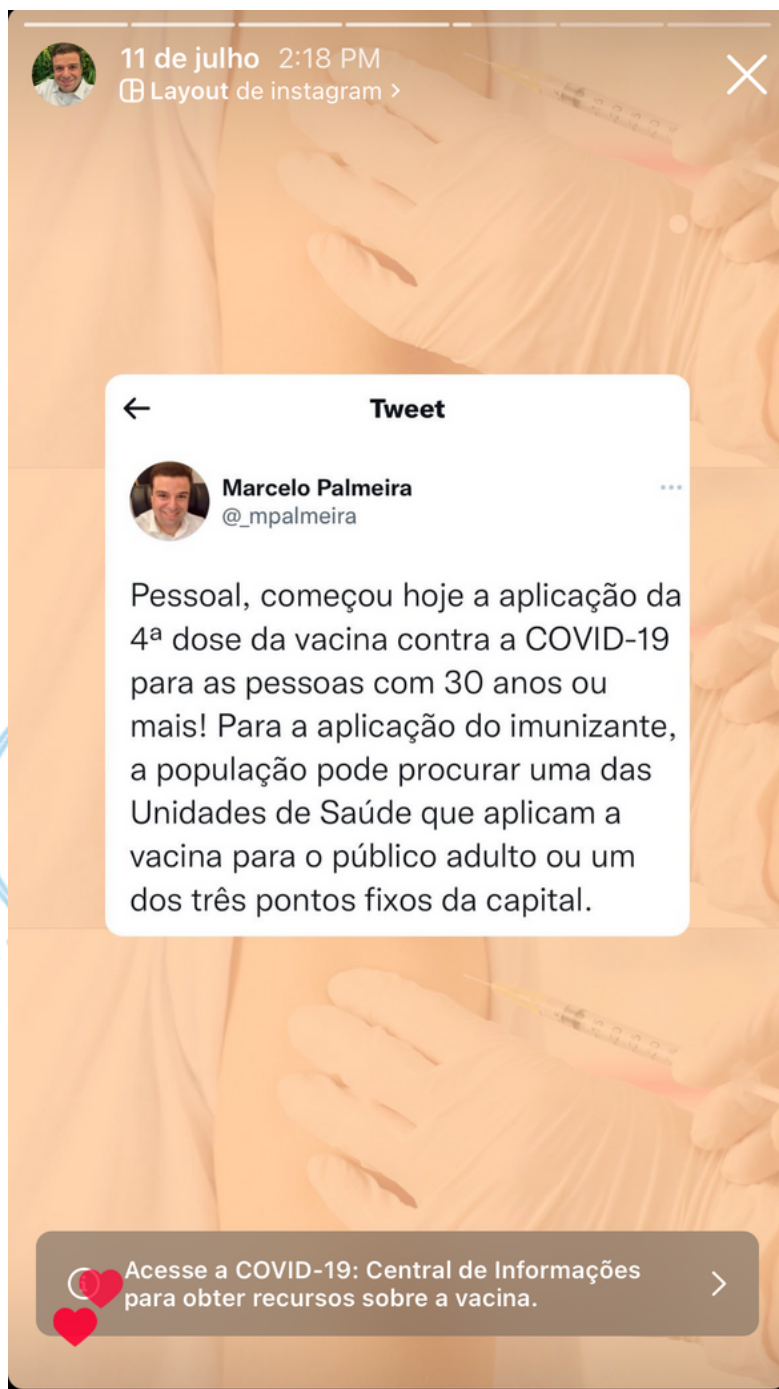 11 de julho 2:18 PM
Layout de instagram >
Tweet
Marcelo Palmeira
@_mpalmeira
Pessoal, começou hoje a aplicação da
4ª dose da vacina contra a COVID-19
para as pessoas com 30 anos ou
mais! Para a aplicação do imunizante,
a população pode procurar uma das
Unidades de Saúde que aplicam a
vacina para o público adulto ou um
dos três pontos fixos da capital.
Acesse a COVID-19: Central de Informações
para obter recursos sobre a vacina.